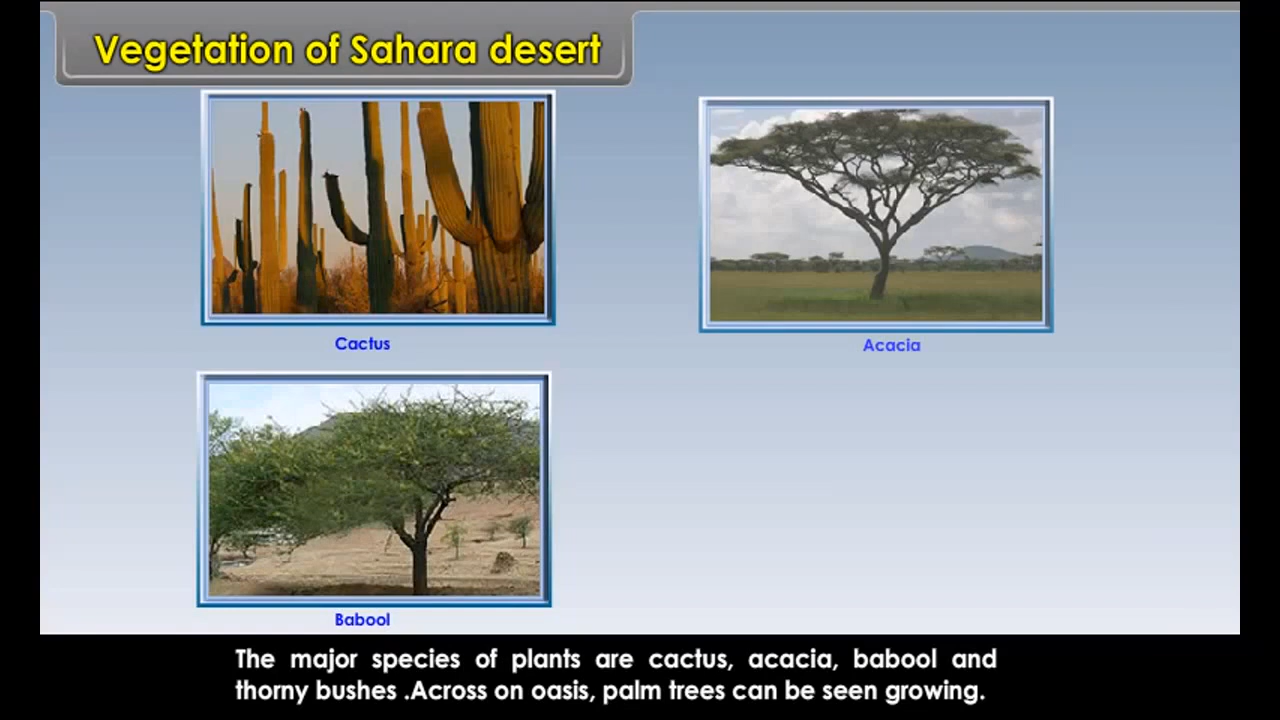 Vegetation of Sahara desert
Cactus
Acacia
Babool
The major species of plants are cactus, acacia, babool and
thorny bushes .Across on oasis, palm trees can be seen growing.